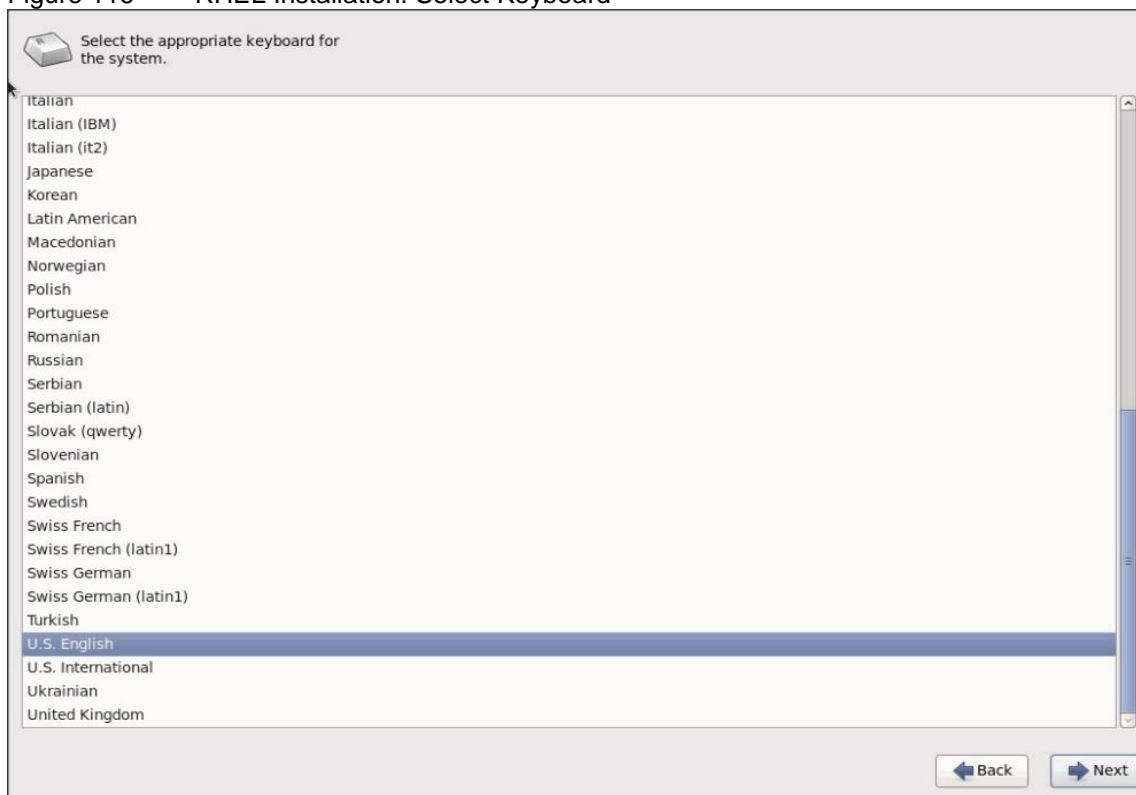 Select the appropriate keyboard for
the system.
Italian
Italian (IBM)
Italian (it2)
Japanese
Korean
Latin American
Macedonian
Norwegian
Polish
Portuguese
Romanian
Russian
Serbian
Serbian (latin)
Slovak (qwerty)
Slovenian
Spanish
Swedish
Swiss French
Swiss French (latin1)
Swiss German
Swiss German (latin1)
Turkish
U.S. English
U.S. International
Ukrainian
United Kingdom
Back
Next